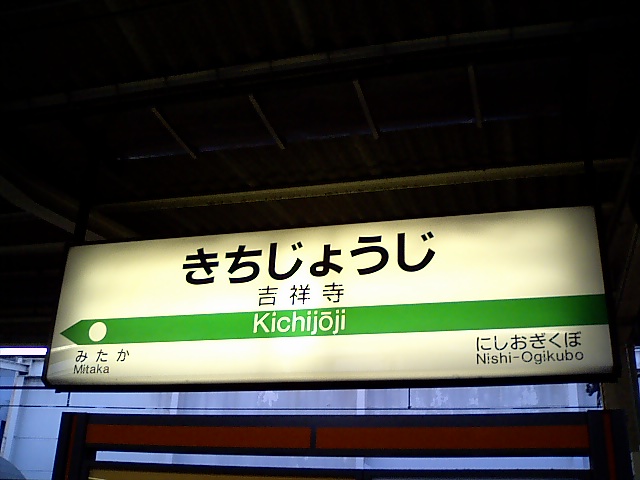 きちじょうじ
吉祥寺
Kichijōji
みたか
Mitaka
にしおぎくぼ
Nishi-Ogikubo